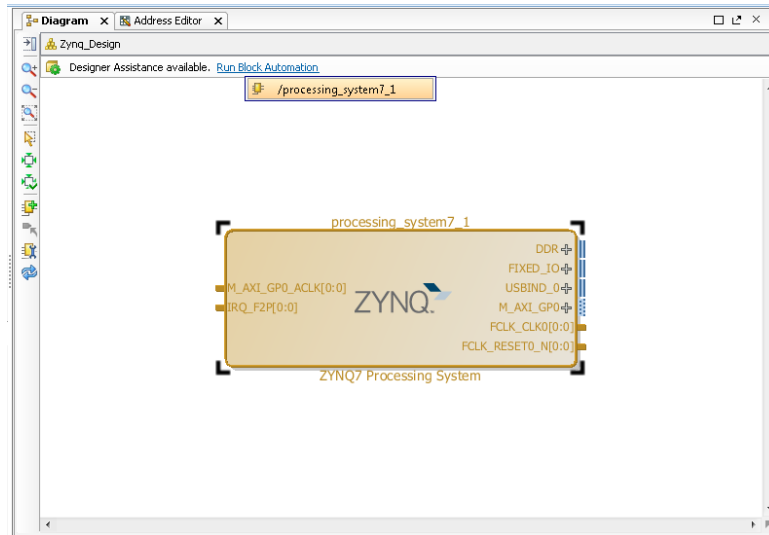 Diagram X Address Editor X
Zynq_Design
Designer Assistance available. Run Block Automation
/processing_system7_1
processing_system7_1
DDR
FIXED_IO
M_AXI_GP0_ACLK[0:0] USBIND_0
IRQ_F2P[0:0] ZYNQ. M_AXI_GP0
FCLK_CLK0[0:0]
FCLK_RESET0_N[0:0]
ZYNQ7 Processing System